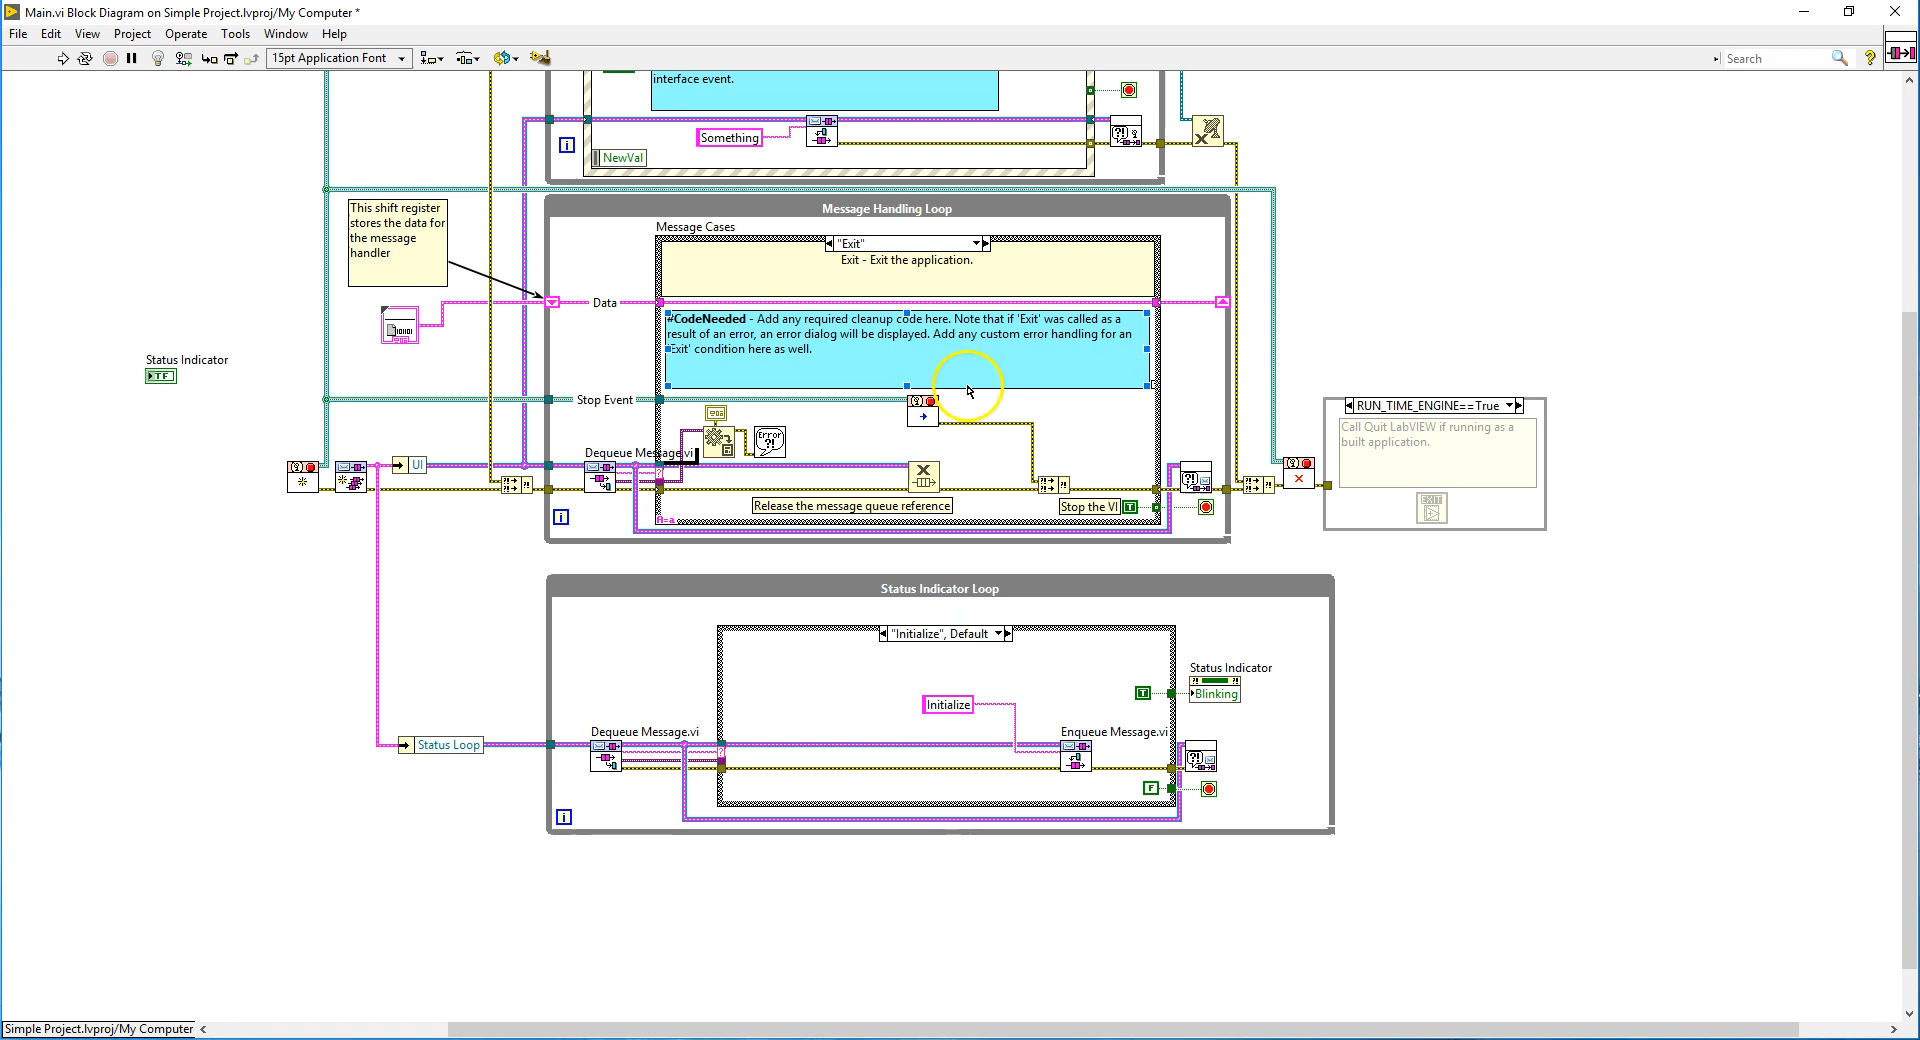 Main.vi Block Diagram on Simple Project.lvproj/My Computer *
File Edit View Project Operate Tools Window Help
15pt Application Font
Search
?
interface event.
Something
i
NewVal
Message Handling Loop
This shift register
stores the data for
the message
handler
Message Cases
"Exit"
Exit - Exit the application.
Data
#CodeNeeded - Add any required cleanup code here. Note that if 'Exit' was called as a
result of an error, an error dialog will be displayed. Add any custom error handling for an
'Exit' condition here as well.
Status Indicator
TF
Stop Event
RUN_TIME_ENGINE==True
Call Quit LabVIEW if running as a
built application.
Error
?!
Dequeue Message.vi
UI
Release the message queue reference
Stop the VI
T
EXIT
i
A=a
Status Indicator Loop
"Initialize", Default
Status Indicator
T
Blinking
Initialize
Dequeue Message.vi
Enqueue Message.vi
Status Loop
F
i
Simple Project.lvproj/My Computer